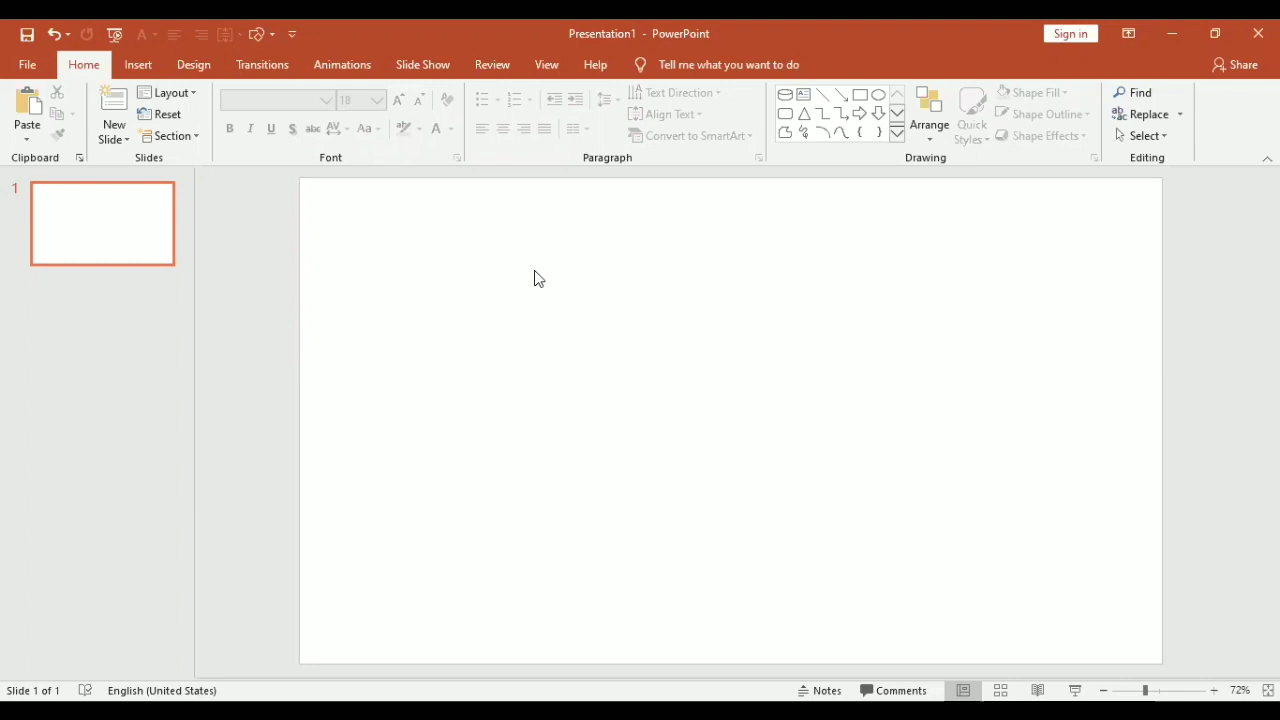 Presentation1 - PowerPoint
Sign in
File Home Insert Design Transitions Animations Slide Show Review View Help Tell me what you want to do Share
Paste
Clipboard
New Slide
Layout
Reset
Section
Slides
18
B I U S abc AV Aa A
Font
Text Direction
Align Text
Convert to SmartArt
Paragraph
Arrange
Quick Styles
Shape Fill
Shape Outline
Shape Effects
Drawing
Find
Replace
Select
Editing
1
Slide 1 of 1 English (United States) Notes Comments 72%